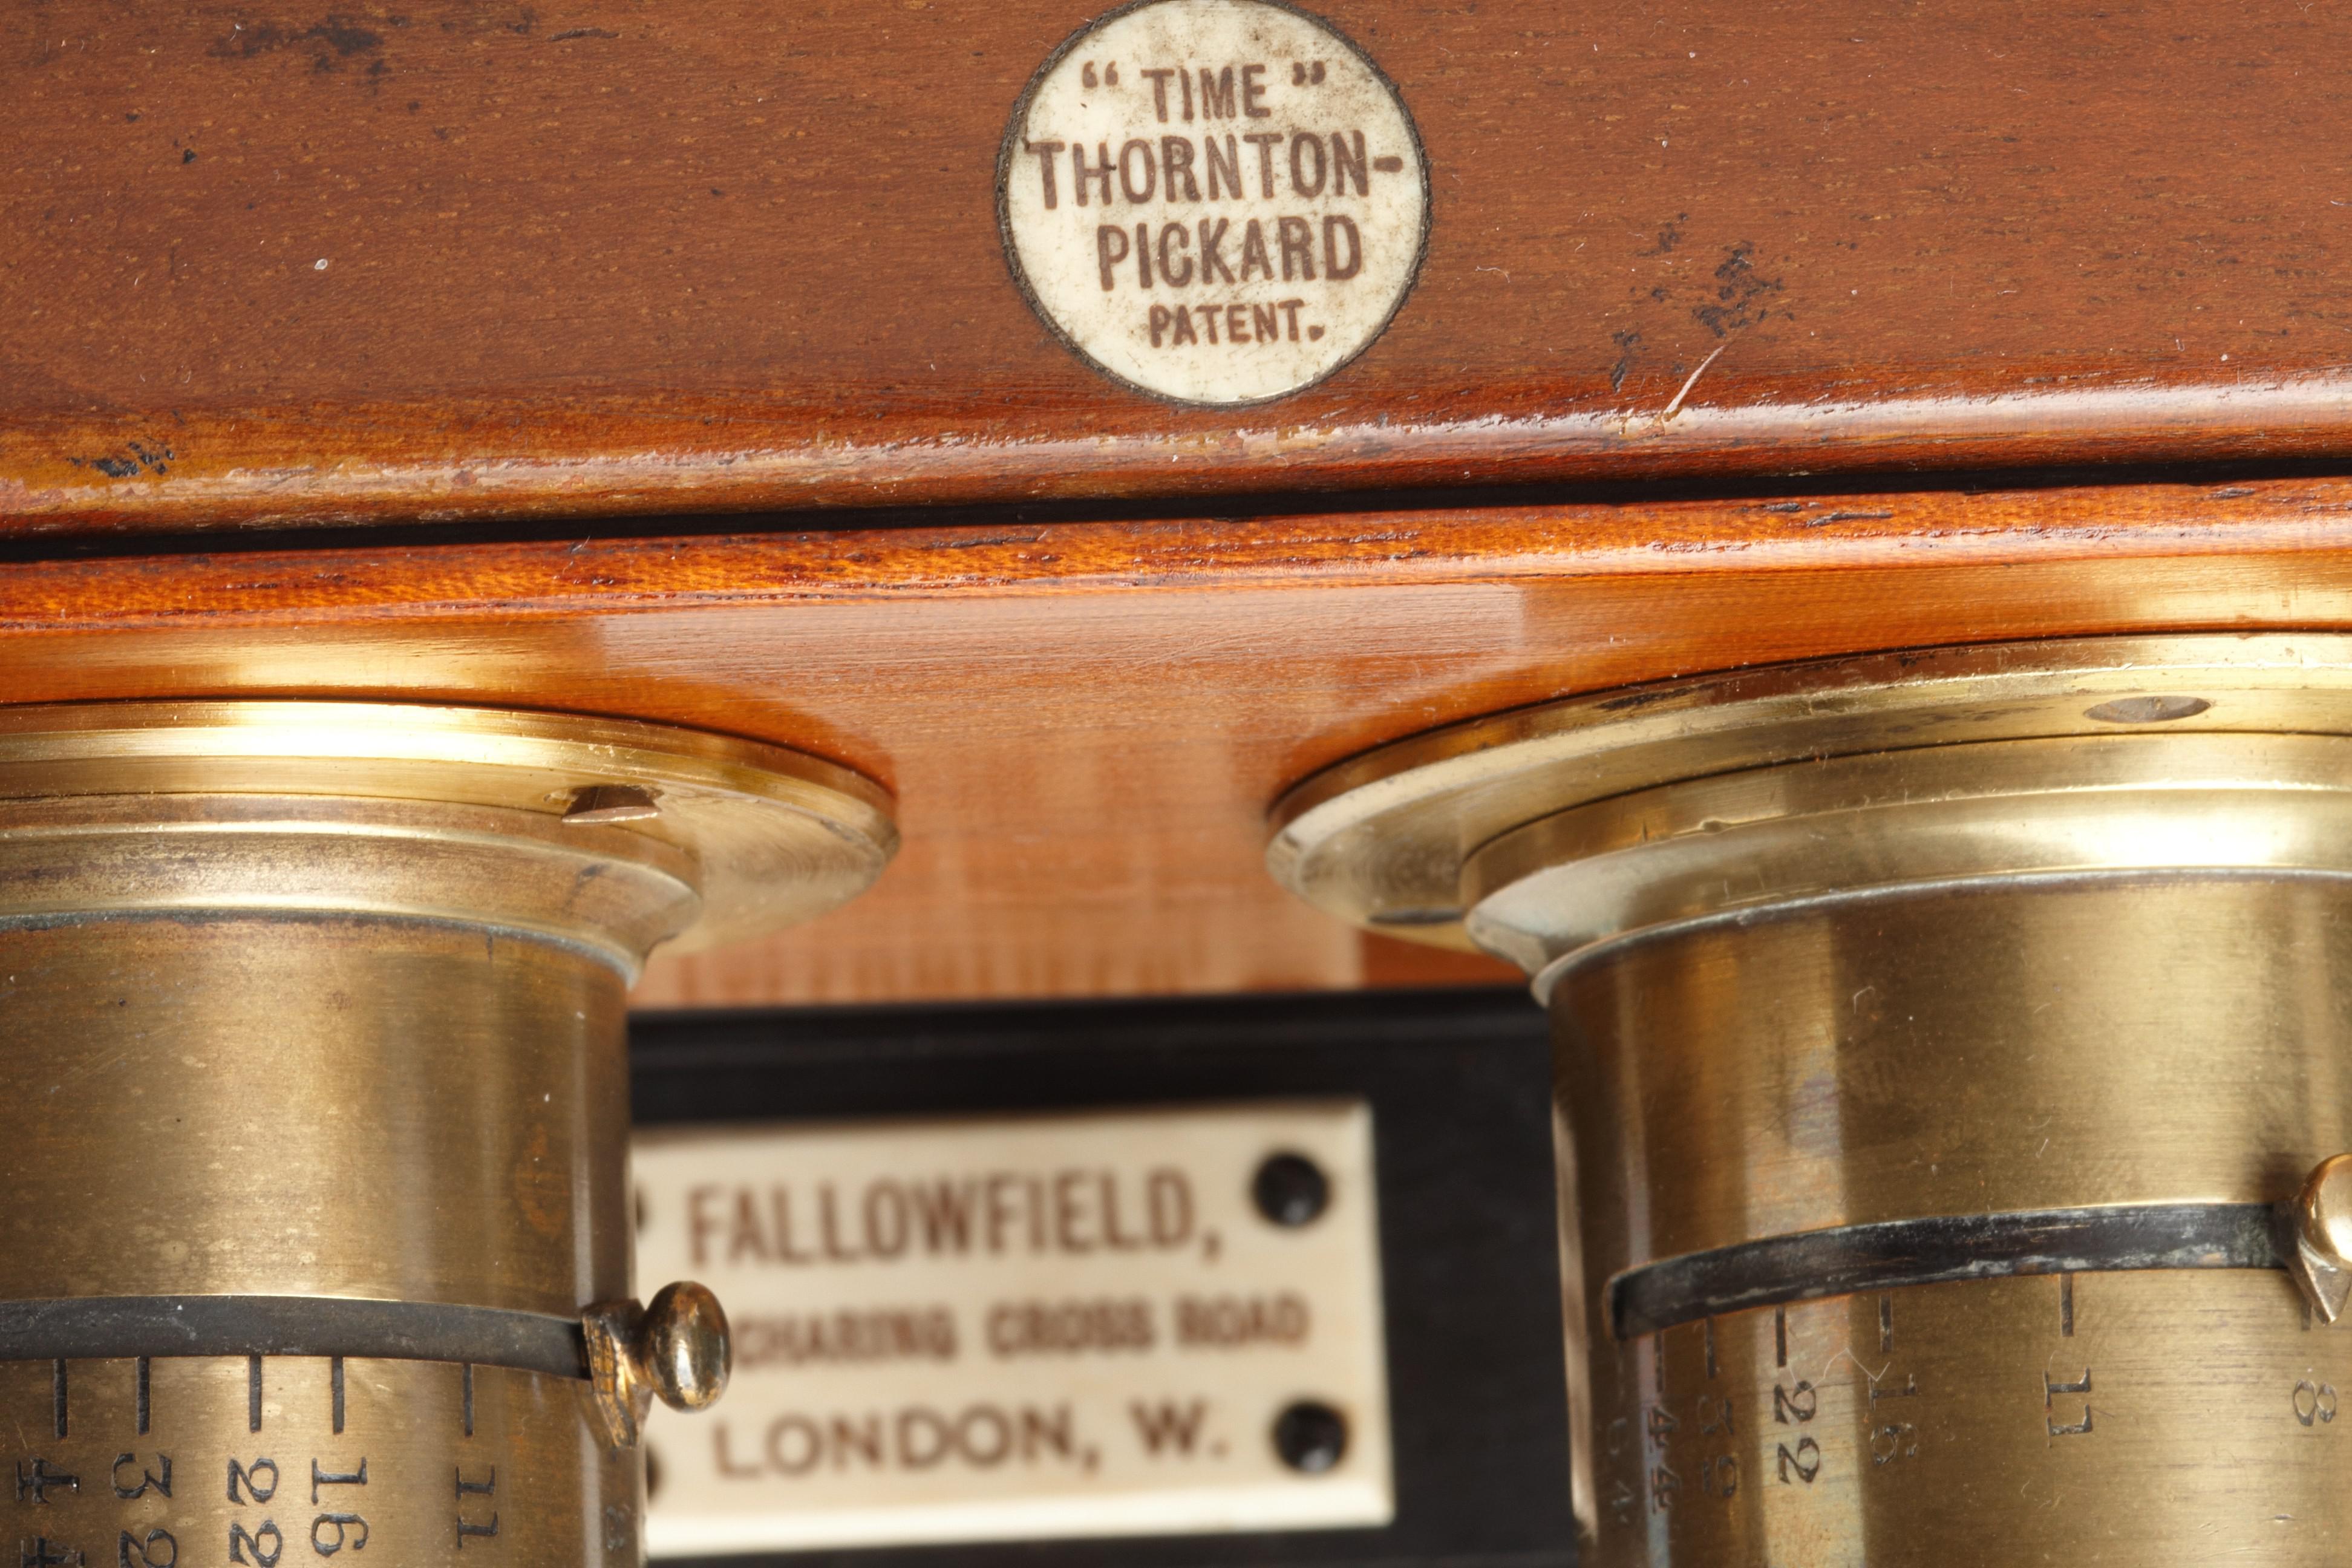 “ TIME ”
THORNTON-
PICKARD
PATENT.
FALLOWFIELD,
CHARING CROSS ROAD
LONDON, W.
44
32
22
16
11
44
32
22
16
11
8